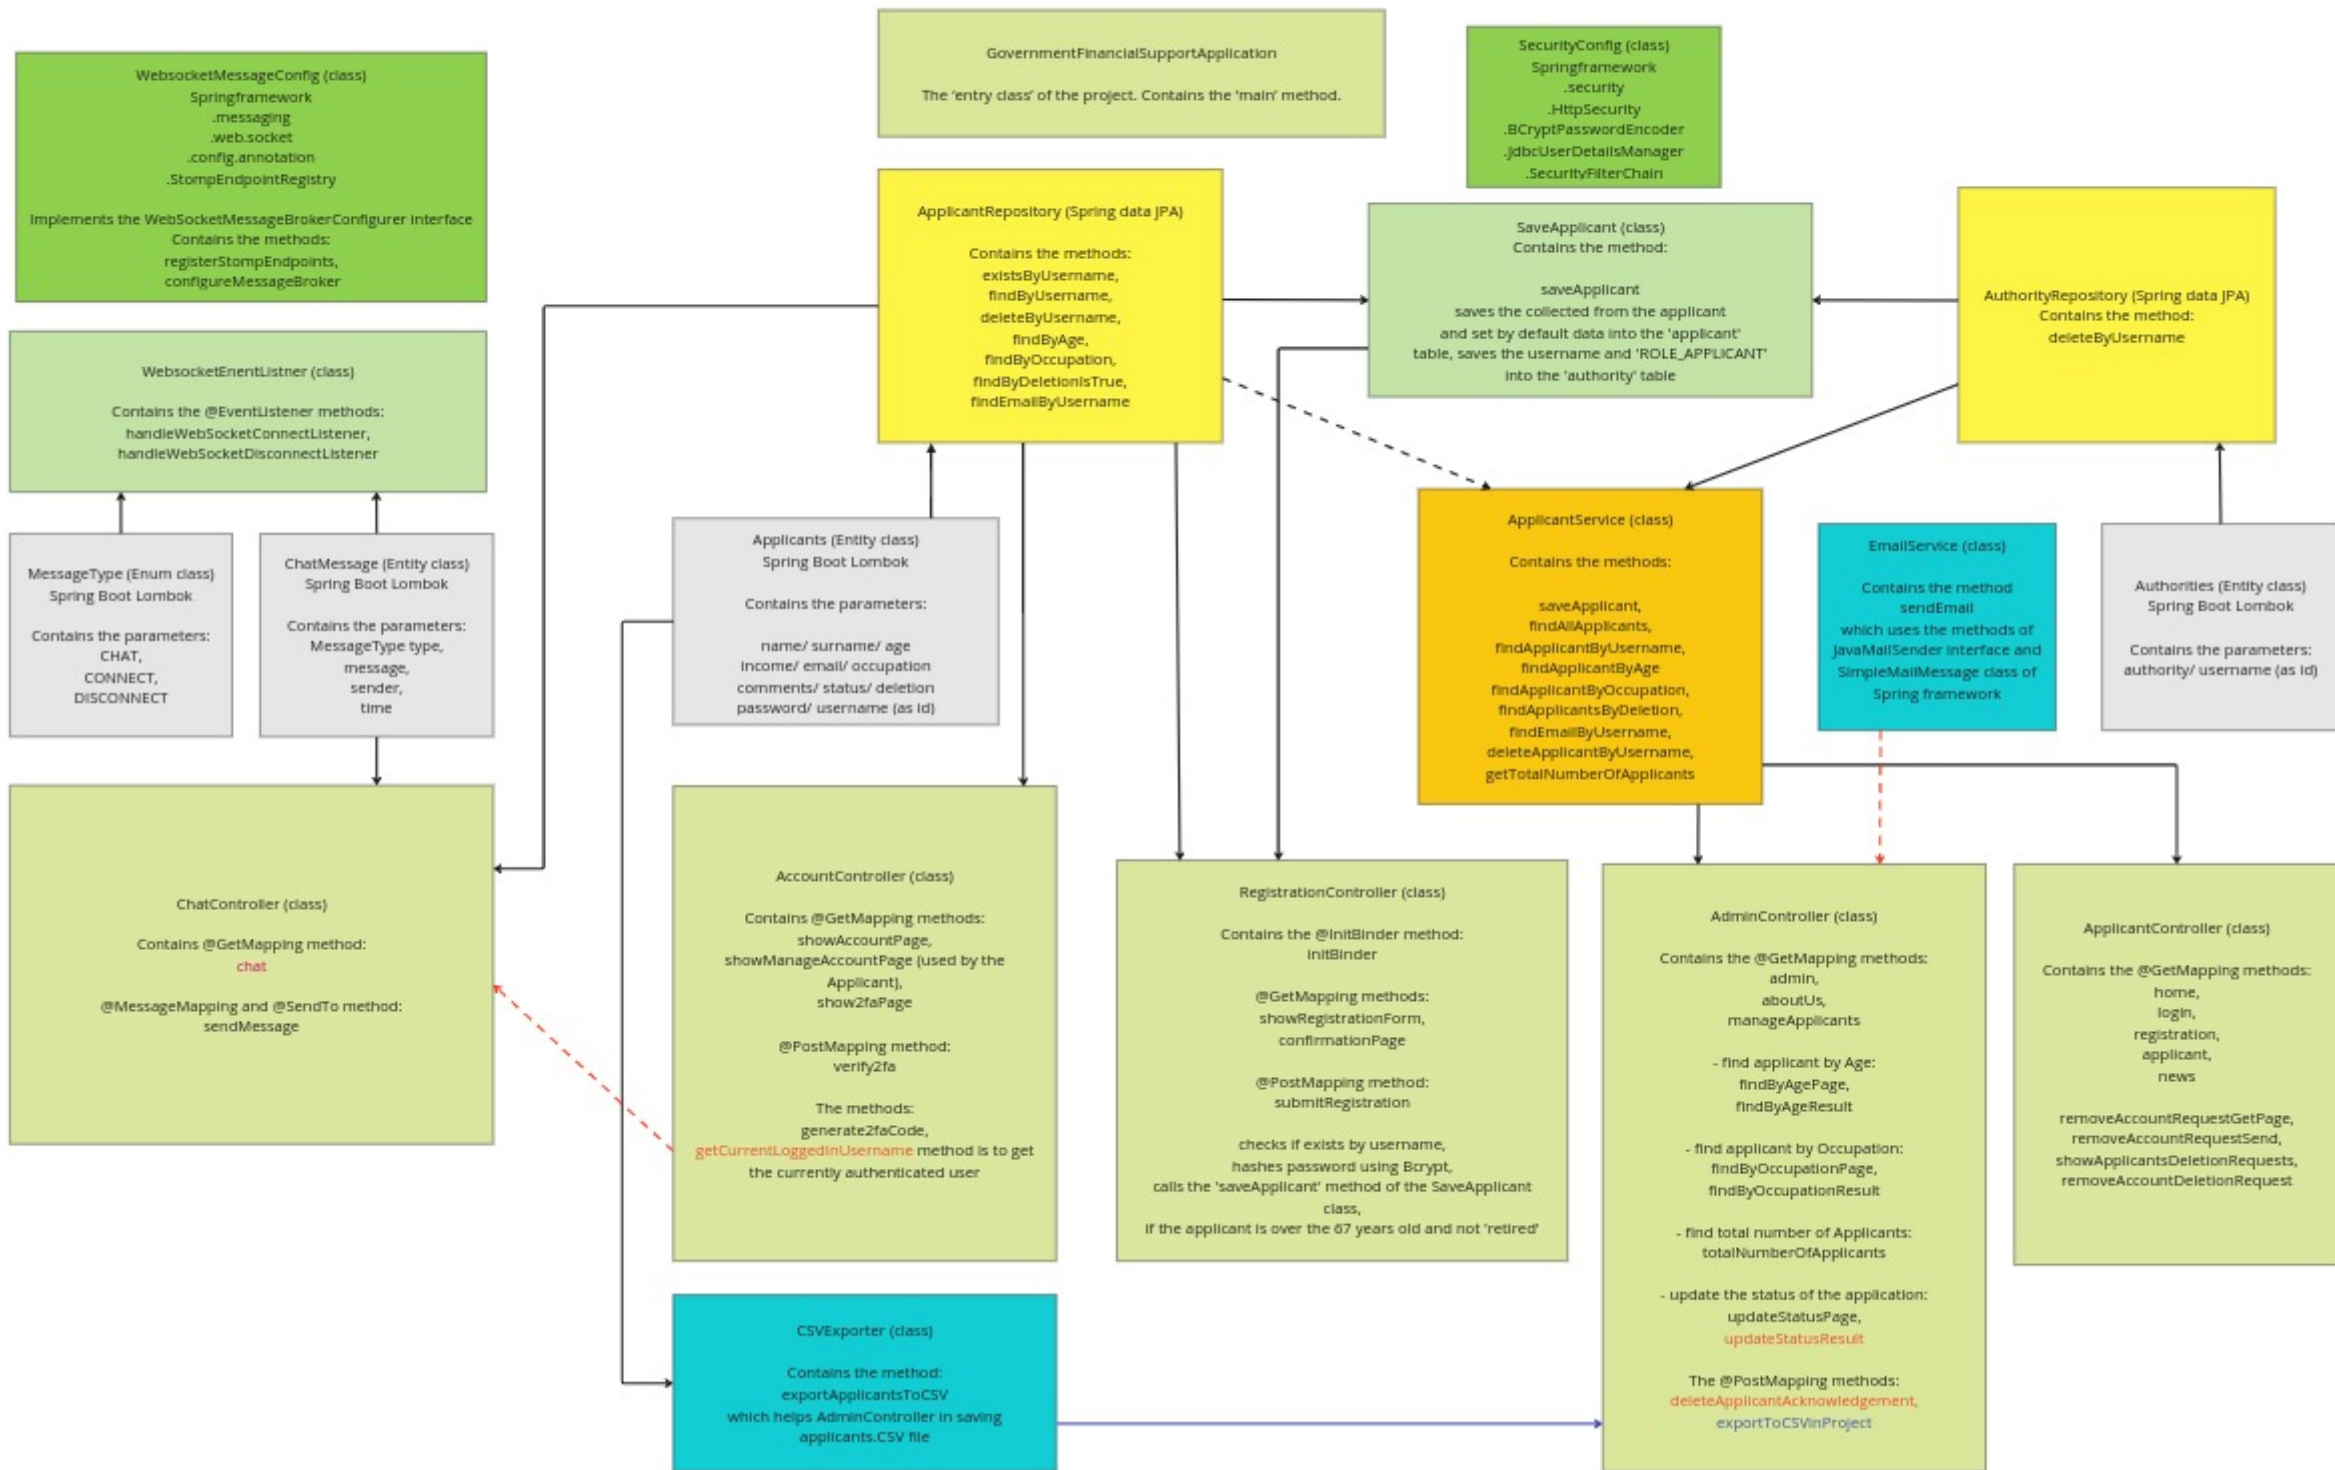 GovernmentFinancialSupportApplication
The 'entry class' of the project. Contains the 'main' method.
SecurityConfig (class)
Springframework
.security
.HttpSecurity
.BCryptPasswordEncoder
.JdbcUserDetailsManager
.SecurityFilterChain
WebsocketMessageConfig (class)
Springframework
.messaging
.web.socket
.config.annotation
.StompEndpointRegistry
Implements the WebSocketMessageBrokerConfigurer interface
Contains the methods:
registerStompEndpoints,
configureMessageBroker
ApplicantRepository (Spring data JPA)
Contains the methods:
existsByUsername,
findByUsername,
deleteByUsername,
findByAge,
findByOccupation,
findByDeletionIsTrue,
findEmailByUsername
SaveApplicant (class)
Contains the method:
saveApplicant
saves the collected from the applicant
and set by default data into the 'applicant'
table, saves the username and 'ROLE_APPLICANT'
into the 'authority' table
AuthorityRepository (Spring data JPA)
Contains the method:
deleteByUsername
WebsocketEnentListner (class)
Contains the @EventListener methods:
handleWebSocketConnectListener,
handleWebSocketDisconnectListener
MessageType (Enum class)
Spring Boot Lombok
Contains the parameters:
CHAT,
CONNECT,
DISCONNECT
ChatMessage (Entity class)
Spring Boot Lombok
Contains the parameters:
MessageType type,
message,
sender,
time
Applicants (Entity class)
Spring Boot Lombok
Contains the parameters:
name/ surname/ age
income/ email/ occupation
comments/ status/ deletion
password/ username (as id)
ApplicantService (class)
Contains the methods:
saveApplicant,
findAllApplicants,
findApplicantByUsername,
findApplicantByAge
findApplicantByOccupation,
findApplicantsByDeletion,
findEmailByUsername,
deleteApplicantByUsername,
getTotalNumberOfApplicants
EmailService (class)
Contains the method
sendEmail
which uses the methods of
JavaMailSender interface and
SimpleMailMessage class of
Spring framework
Authorities (Entity class)
Spring Boot Lombok
Contains the parameters:
authority/ username (as id)
ChatController (class)
Contains @GetMapping method:
chat
@MessageMapping and @SendTo method:
sendMessage
AccountController (class)
Contains @GetMapping methods:
showAccountPage,
showManageAccountPage (used by the
Applicant),
show2faPage
@PostMapping method:
verify2fa
The methods:
generate2faCode,
getCurrentLoggedInUsername method is to get
the currently authenticated user
RegistrationController (class)
Contains the @InitBinder method:
initBinder
@GetMapping methods:
showRegistrationForm,
confirmationPage
@PostMapping method:
submitRegistration
checks if exists by username,
hashes password using Bcrypt,
calls the 'saveApplicant' method of the SaveApplicant
class,
if the applicant is over the 67 years old and not 'retired'
AdminController (class)
Contains the @GetMapping methods:
admin,
aboutUs,
manageApplicants
- find applicant by Age:
findByAgePage,
findByAgeResult
- find applicant by Occupation:
findByOccupationPage,
findByOccupationResult
- find total number of Applicants:
totalNumberOfApplicants
- update the status of the application:
updateStatusPage,
updateStatusResult
The @PostMapping methods:
deleteApplicantAcknowledgement,
exportToCSVInProject
ApplicantController (class)
Contains the @GetMapping methods:
home,
login,
registration,
applicant,
news
removeAccountRequestGetPage,
removeAccountRequestSend,
showApplicantsDeletionRequests,
removeAccountDeletionRequest
CSVExporter (class)
Contains the method:
exportApplicantsToCSV
which helps AdminController in saving
applicants.CSV file